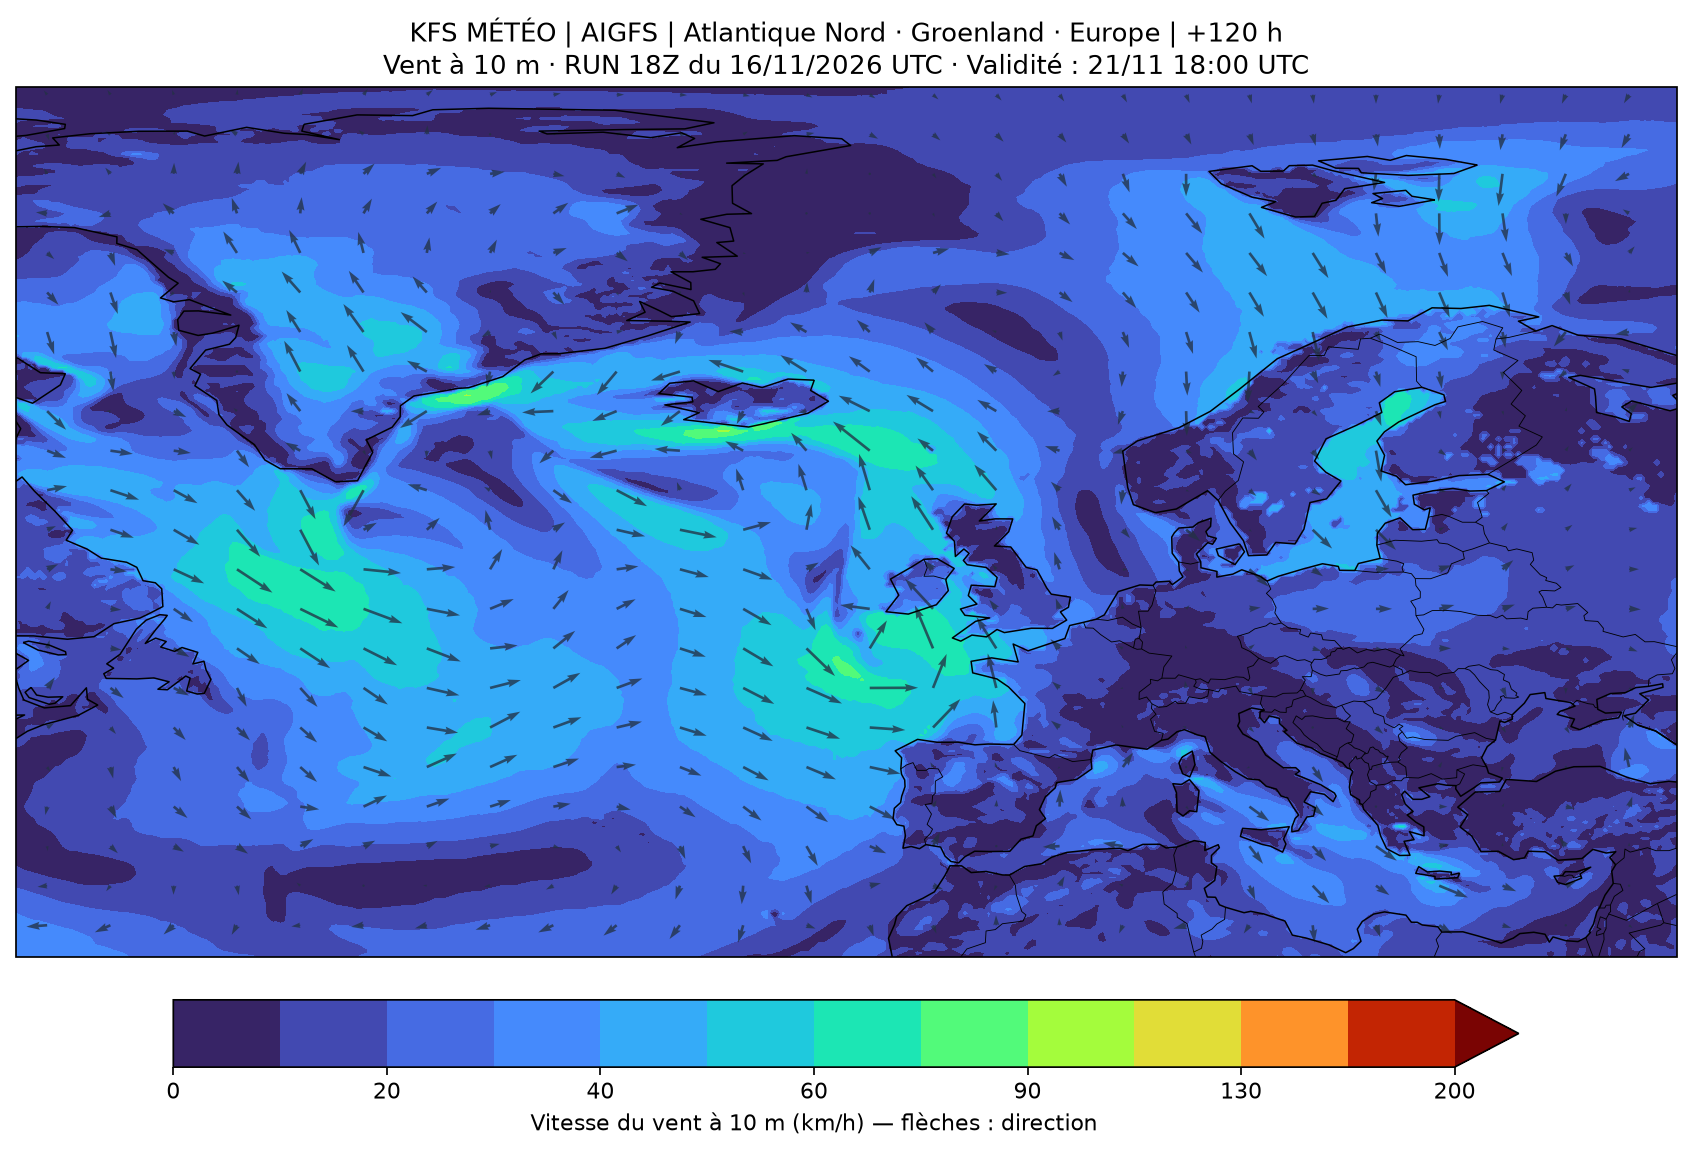 KFS MÉTÉO | AIGFS | Atlantique Nord · Groenland · Europe | +120 h
Vent à 10 m · RUN 18Z du 16/11/2026 UTC · Validité : 21/11 18:00 UTC
0 20 40 60 90 130 200
Vitesse du vent à 10 m (km/h) — flèches : direction